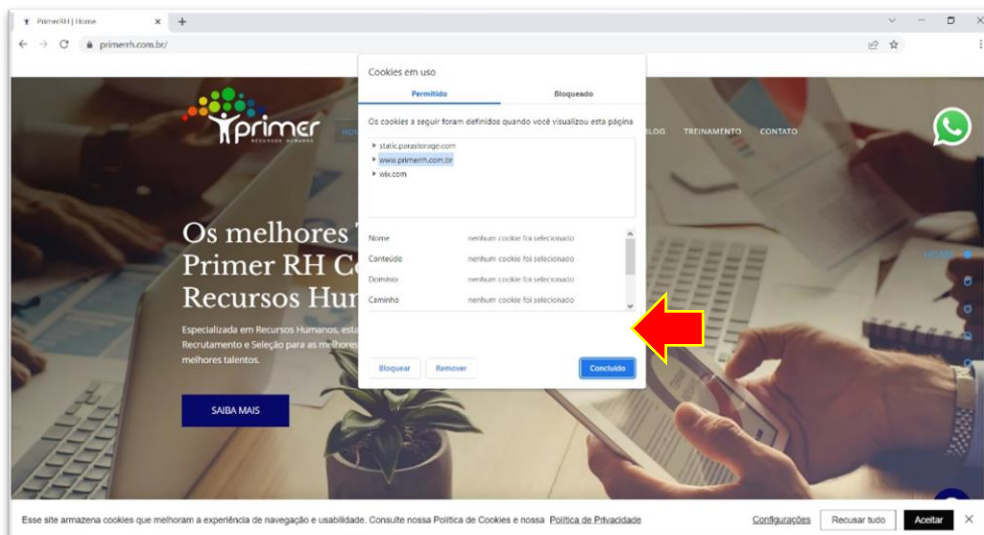 PrimerRH | Home
primerrh.com.br/
Cookies em uso
Permitido Bloqueado
Os cookies a seguir foram definidos quando você visualizou esta página
static.parastorage.com
www.primerrh.com.br
wix.com
Nome nenhum cookie foi selecionado
Conteúdo nenhum cookie foi selecionado
Domínio nenhum cookie foi selecionado
Caminho nenhum cookie foi selecionado
Bloquear Remover Concluído
primer
RECURSOS HUMANOS
TREINAMENTO CONTATO
HOME
Os melhores
Primer RH
Recursos
Especializada em Recursos Humanos,
Recrutamento e Seleção para as melhores
melhores talentos.
SAIBA MAIS
Esse site armazena cookies que melhoram a experiência de navegação e usabilidade. Consulte nossa Política de Cookies e nossa Política de Privacidade
Configurações Recusar tudo Aceitar